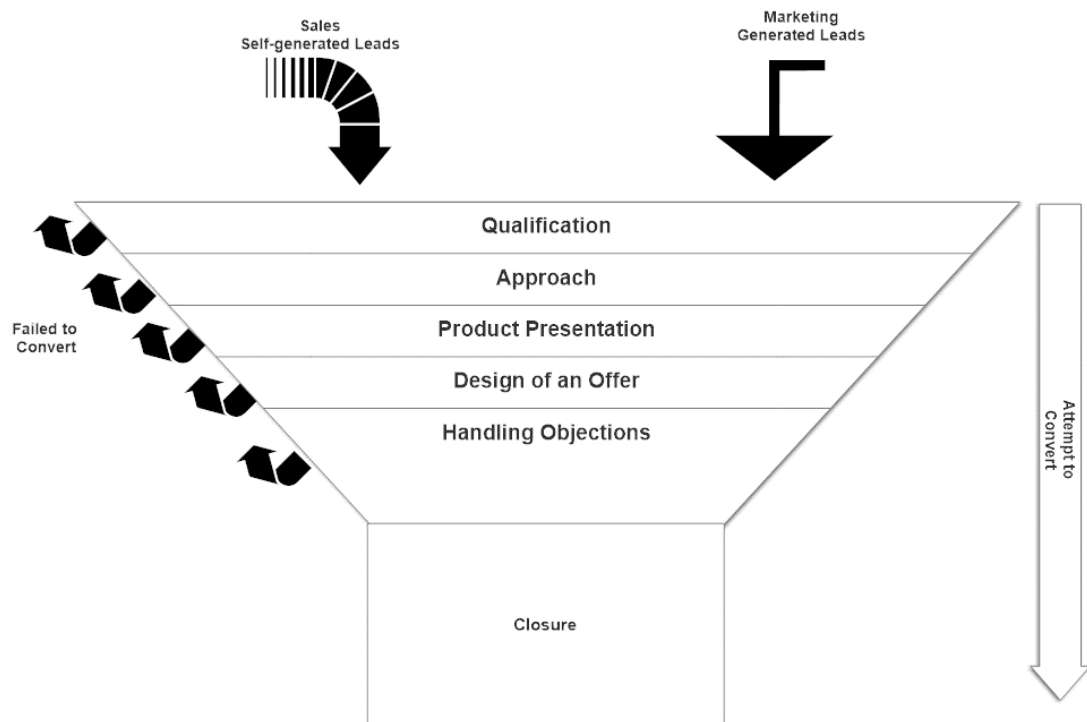 Sales
Self-generated Leads
Marketing
Generated Leads
Qualification
Approach
Product Presentation
Design of an Offer
Handling Objections
Failed to
Convert
Attempt to
Convert
Closure